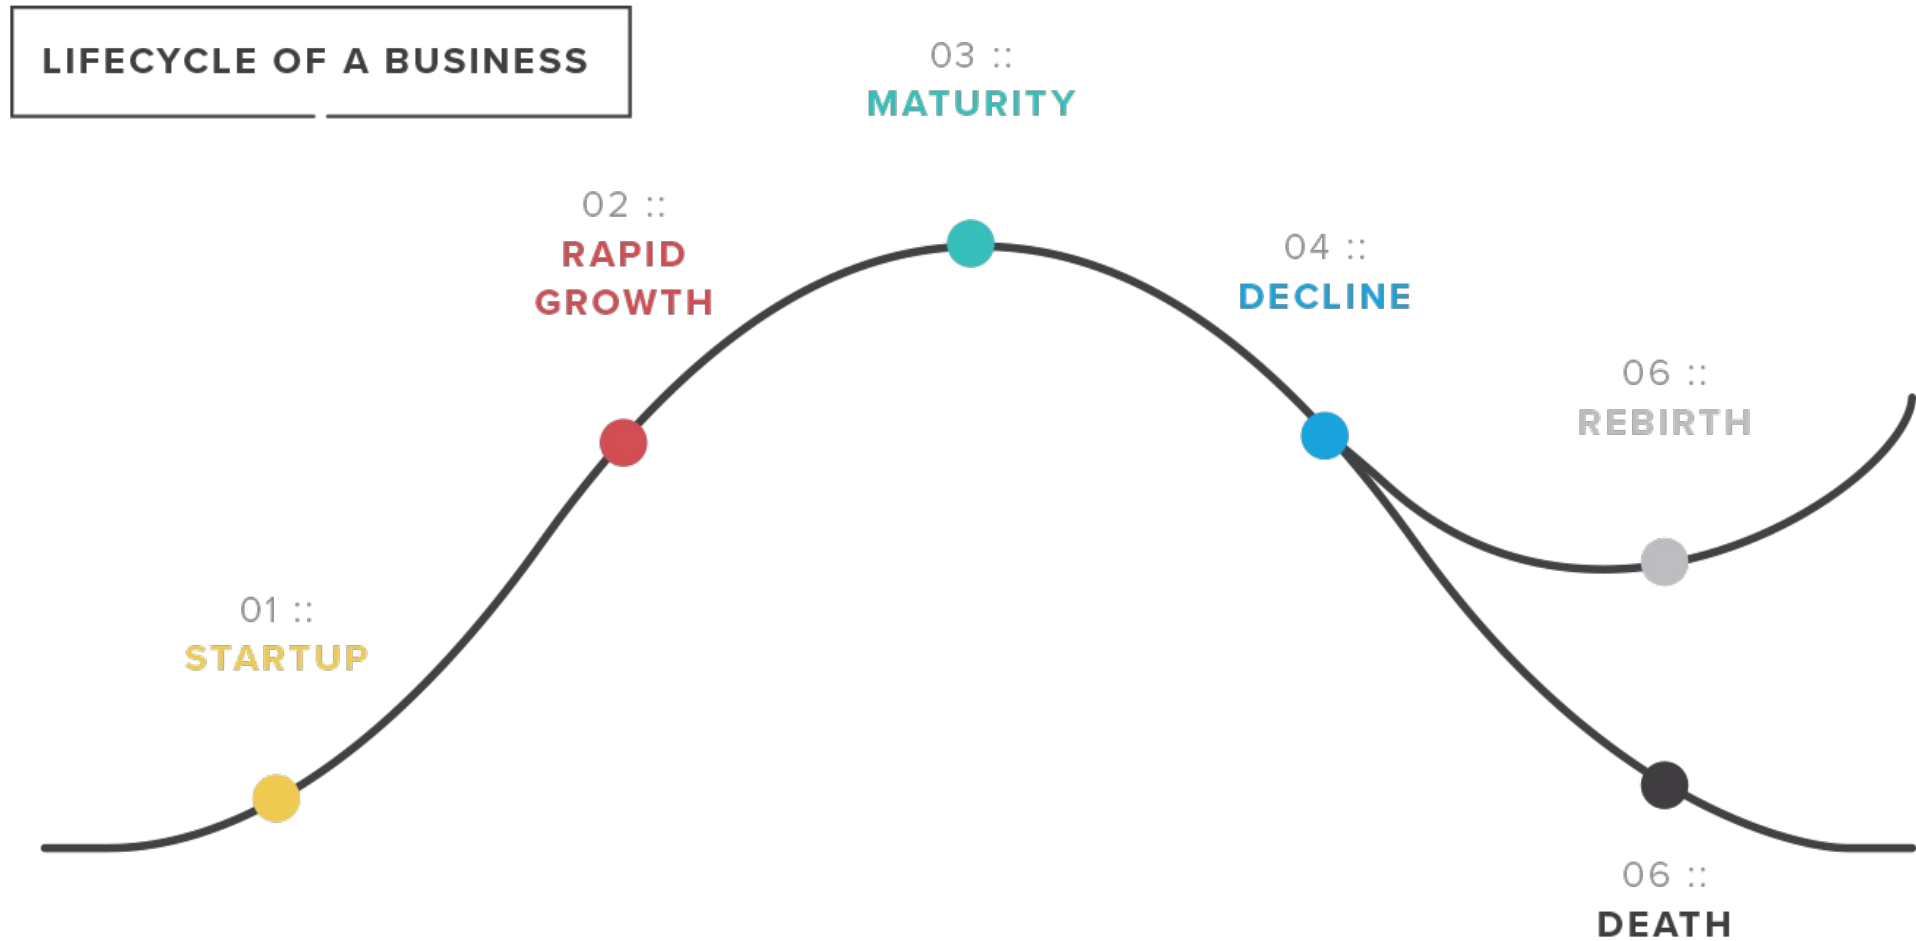 LIFECYCLE OF A BUSINESS
01 ::
STARTUP
02 ::
RAPID
GROWTH
03 ::
MATURITY
04 ::
DECLINE
06 ::
REBIRTH
06 ::
DEATH